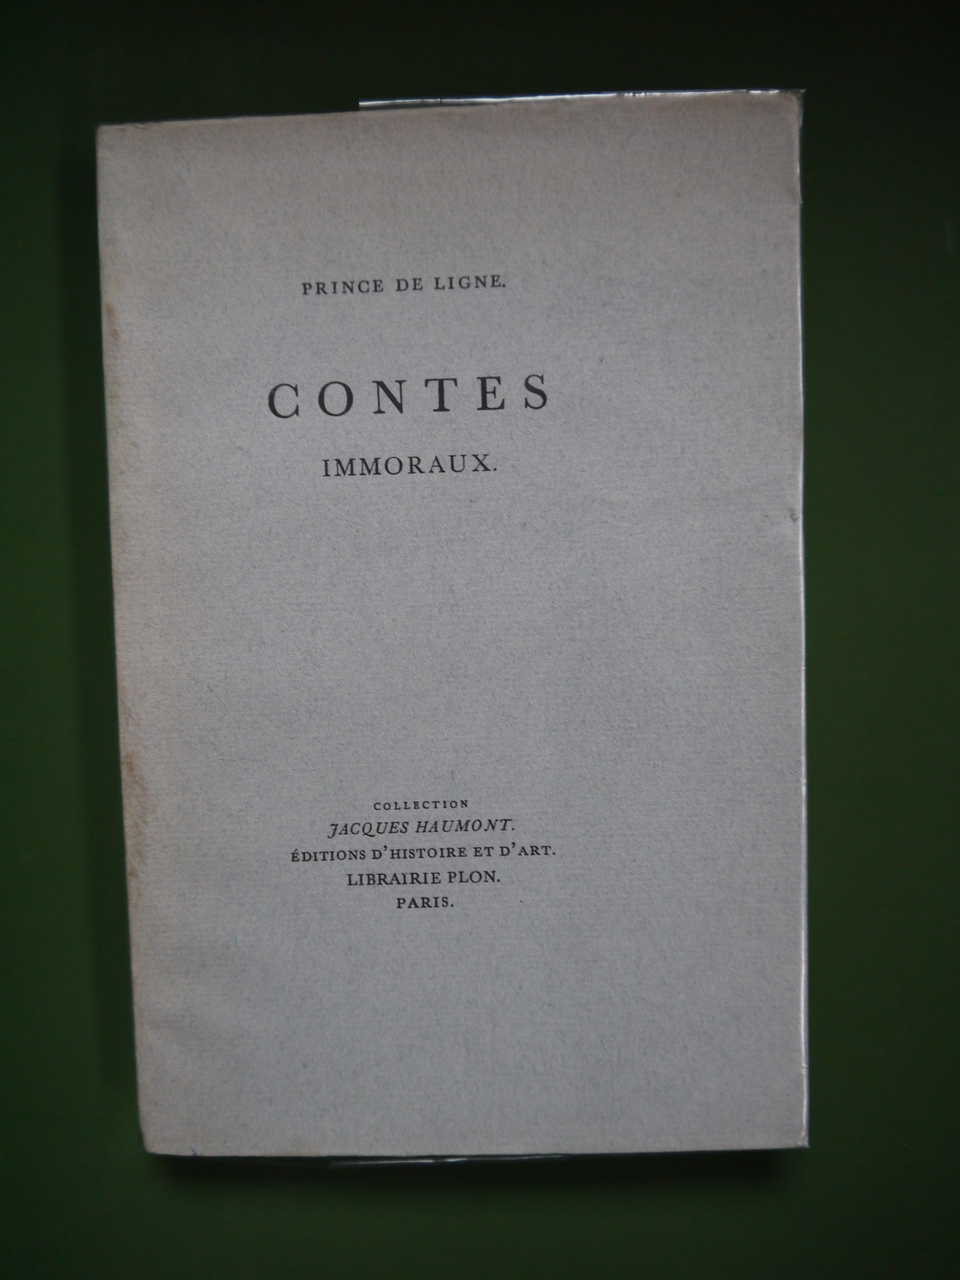 PRINCE DE LIGNE.
CONTES
IMMORAUX.
COLLECTION
JACQUES HAUMONT.
ÉDITIONS D'HISTOIRE ET D'ART.
LIBRAIRIE PLON.
PARIS.